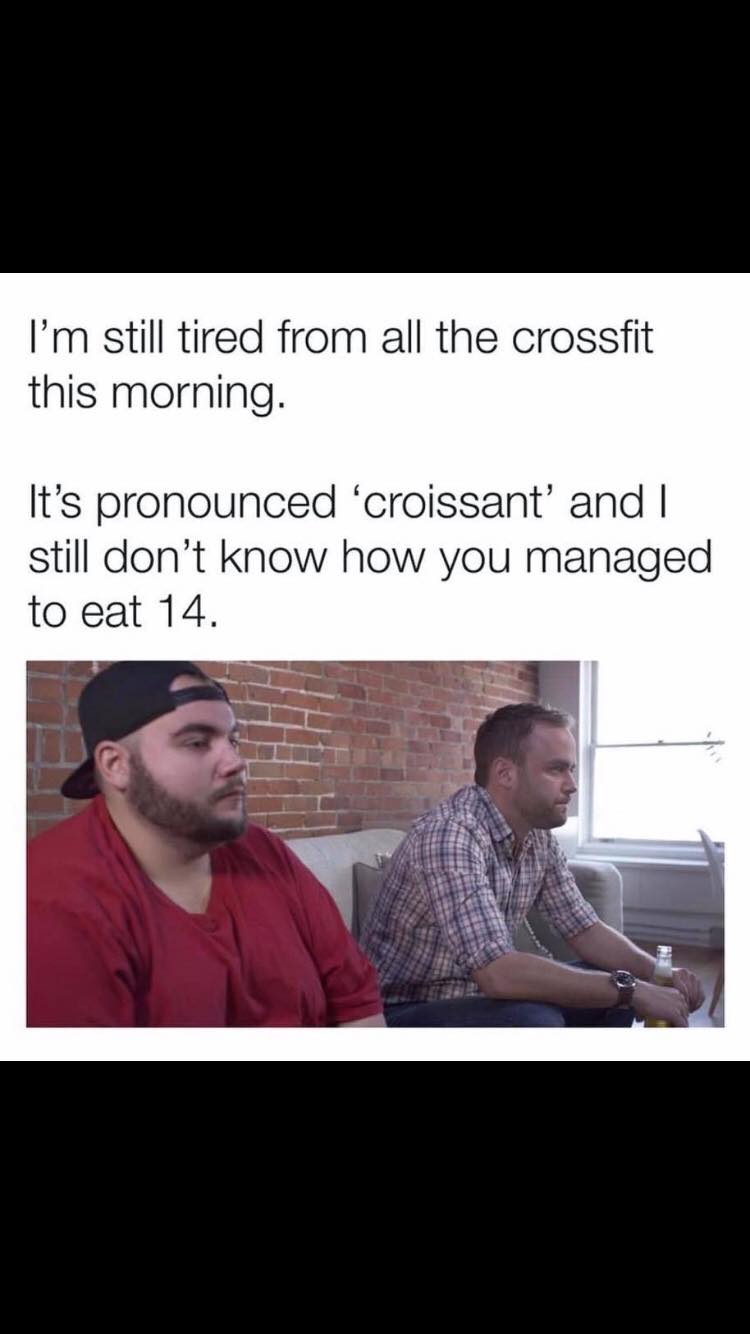 I’m still tired from all the crossfit
this morning.
It’s pronounced ‘croissant’ and I
still don’t know how you managed
to eat 14.